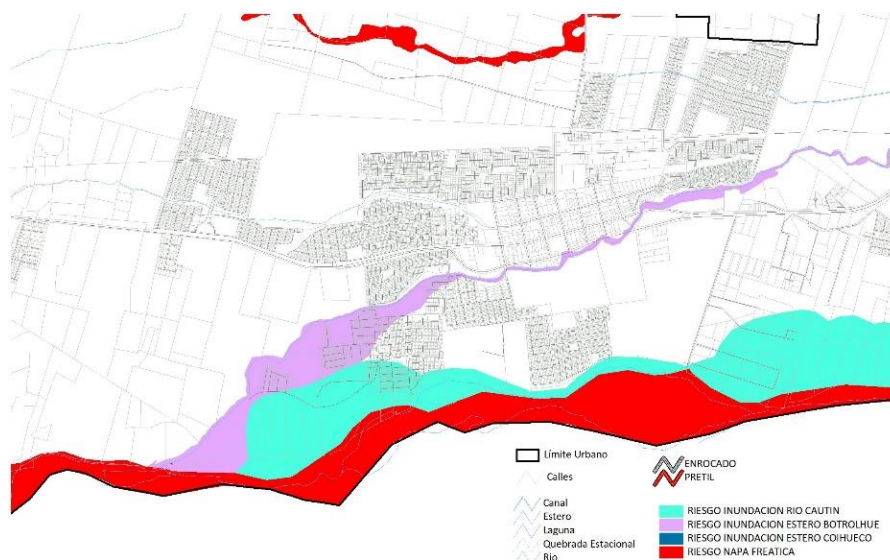 Límite Urbano
Calles
Canal
Estero
Laguna
Quebrada Estacional
Rio
ENROCADO
PRETIL
RIESGO INUNDACION RIO CAUTIN
RIESGO INUNDACION ESTERO BOTROLHUE
RIESGO INUNDACION ESTERO COIHUECO
RIESGO NAPA FREATICA